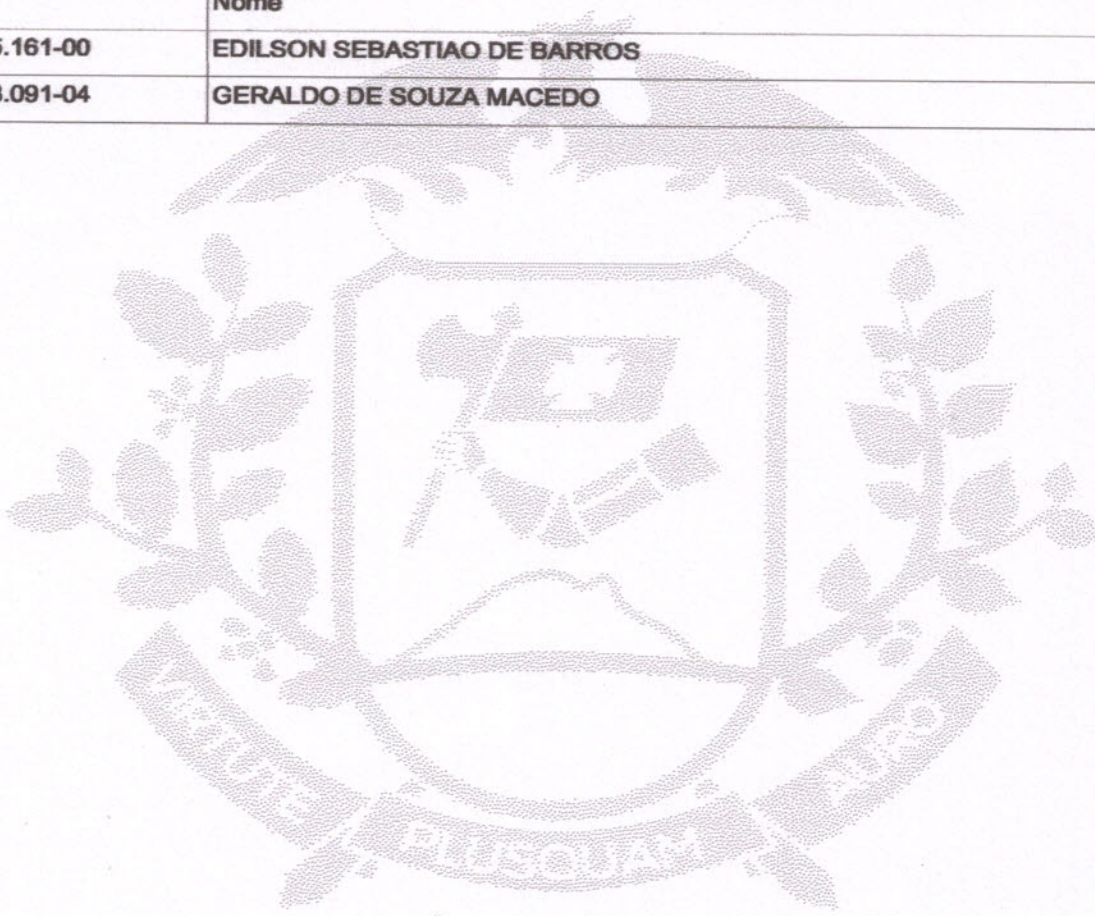 Nome
5.161-00 EDILSON SEBASTIAO DE BARROS
3.091-04 GERALDO DE SOUZA MACEDO
VIRTUTE PLUSQUAM AURO